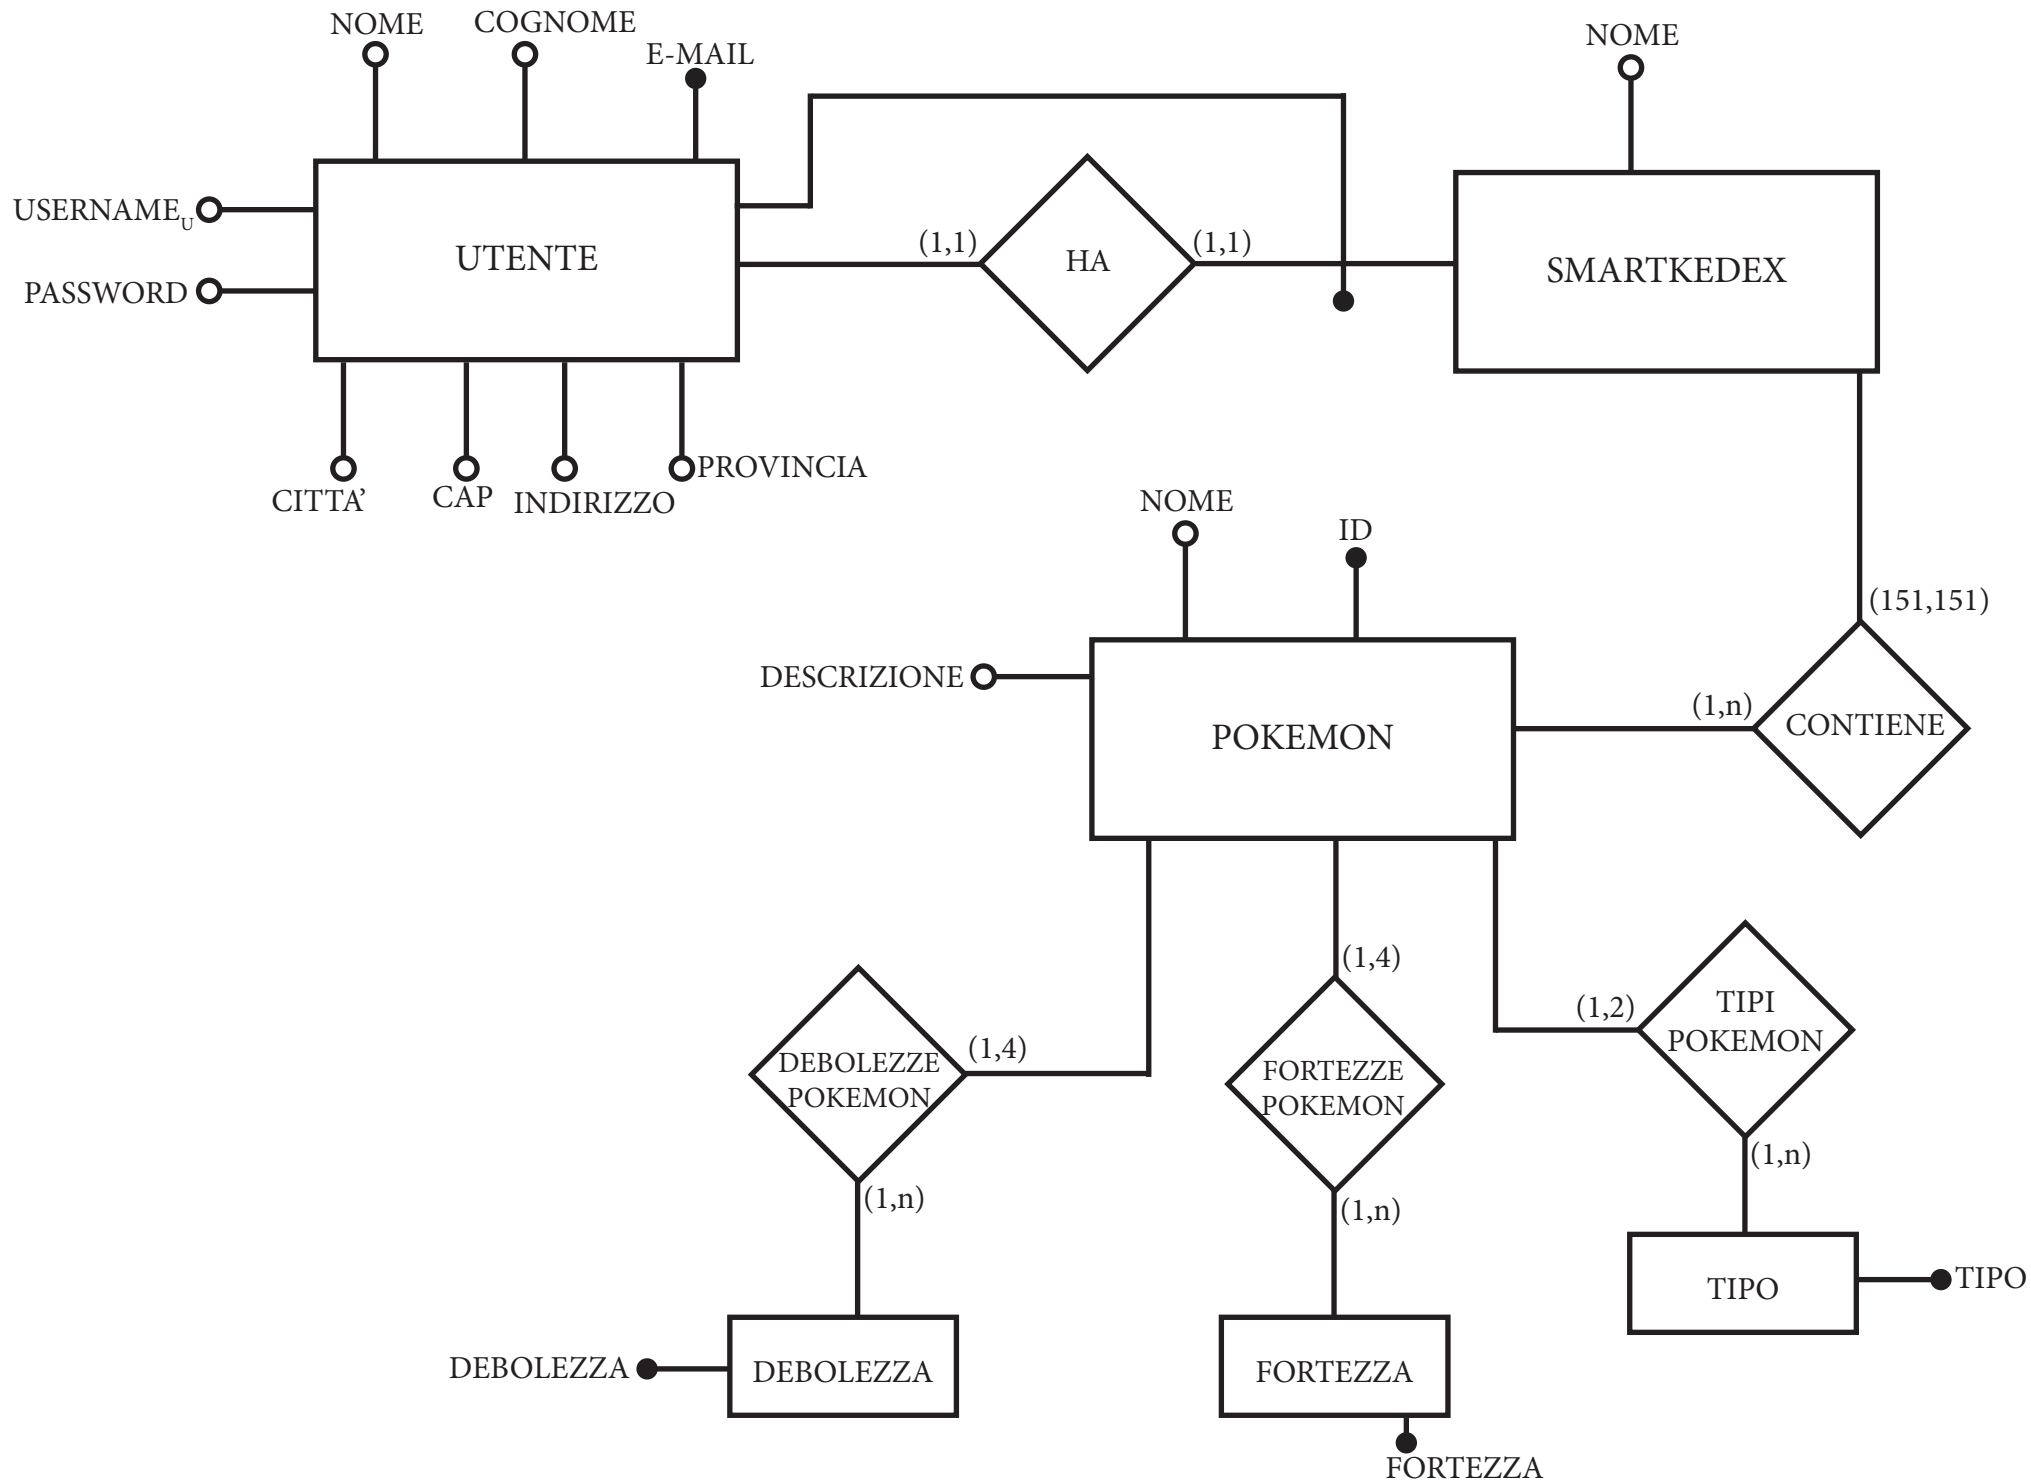 NOME
COGNOME
E-MAIL
NOME
USERNAMEU
PASSWORD
UTENTE
(1,1)
HA
(1,1)
SMARTKEDEX
CITTA'
CAP
INDIRIZZO
PROVINCIA
NOME
ID
(151,151)
DESCRIZIONE
POKEMON
(1,n)
CONTIENE
(1,4)
(1,2)
TIPI
POKEMON
(1,4)
DEBOLEZZE
POKEMON
FORTEZZE
POKEMON
(1,n)
(1,n)
(1,n)
TIPO
TIPO
DEBOLEZZA
DEBOLEZZA
FORTEZZA
FORTEZZA